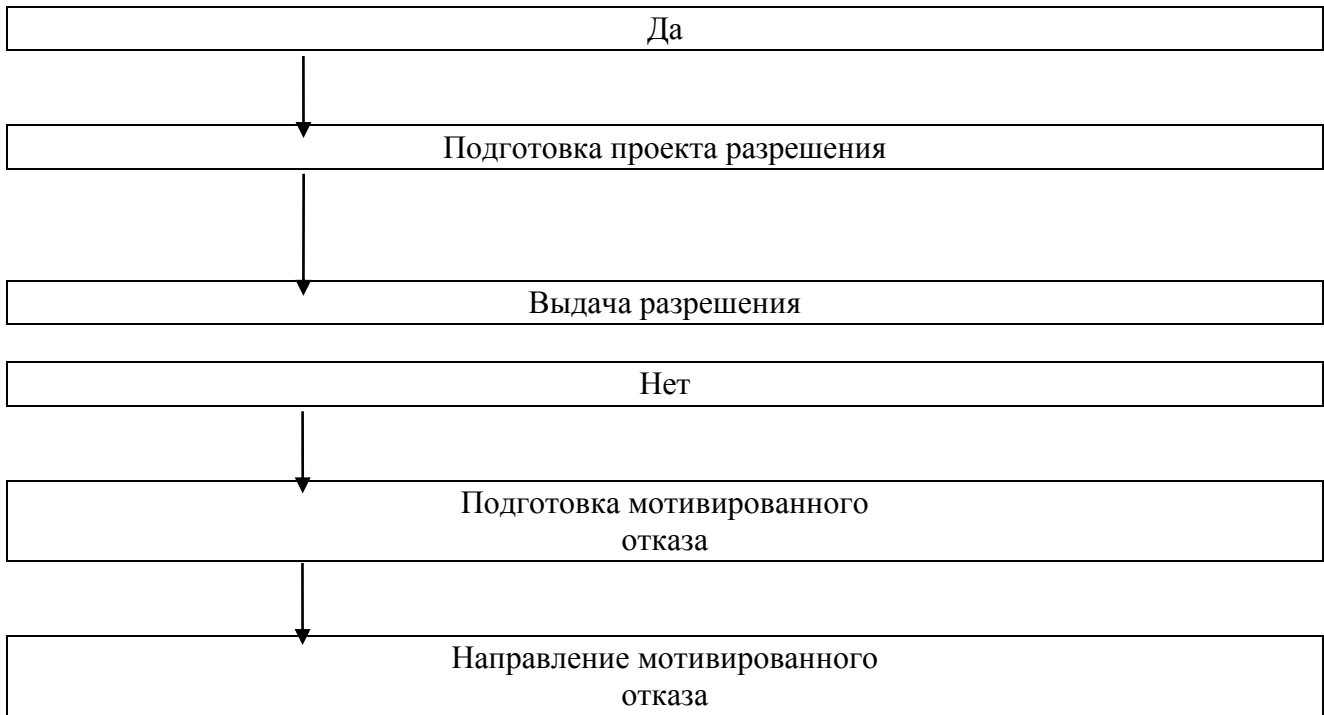 Да
Подготовка проекта разрешения
Выдача разрешения
Нет
Подготовка мотивированного
отказа
Направление мотивированного
отказа